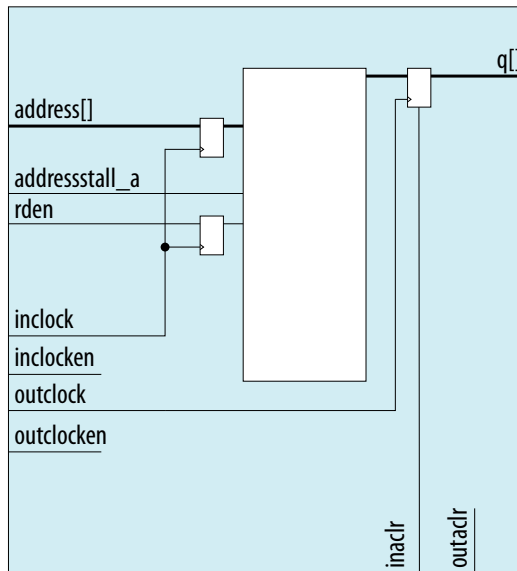 q[]
address[]
addressstall_a
rden
inclock
inclocken
outclock
outclocken
inaclr
outaclr